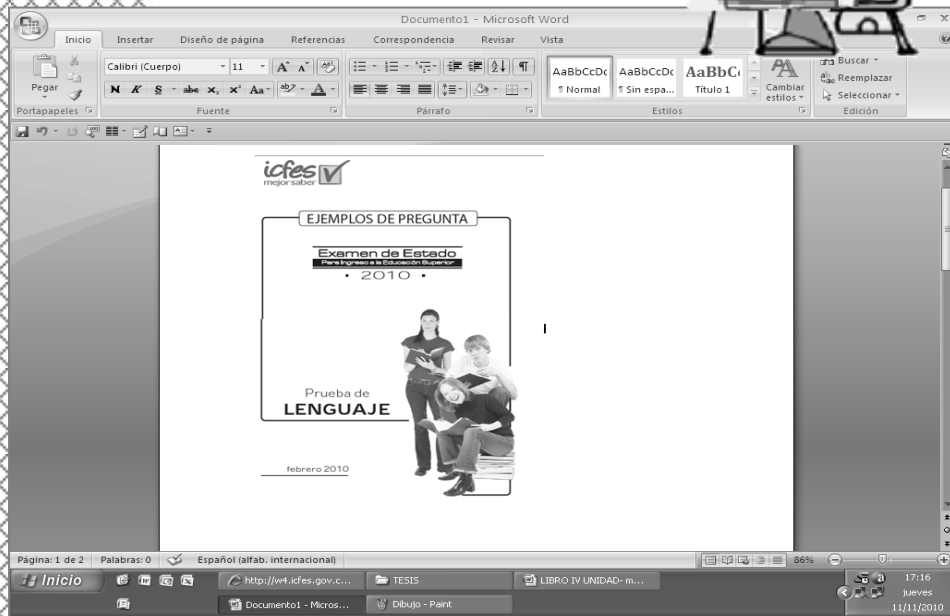 Documento1 - Microsoft Word
Inicio Insertar Diseño de página Referencias Correspondencia Revisar Vista
Calibri (Cuerpo) 11
Pegar
N K S abc x₂ x² Aa
AaBbCcDc AaBbCcDc AaBbC
¶ Normal ¶ Sin espa... Título 1
Cambiar estilos
Buscar
Reemplazar
Seleccionar
Portapapeles Fuente Párrafo Estilos Edición
icfes
mejor saber
EJEMPLOS DE PREGUNTA
Examen de Estado
Para Ingreso a la Educación Superior
• 2010 •
Prueba de
LENGUAJE
febrero 2010
Página: 1 de 2 Palabras: 0 Español (alfab. internacional) 86%
Inicio http://w4.icfes.gov.c... TESIS LIBRO IV UNIDAD- m... 17:16
jueves
Documento1 - Micros... Dibujo - Paint 11/11/2010